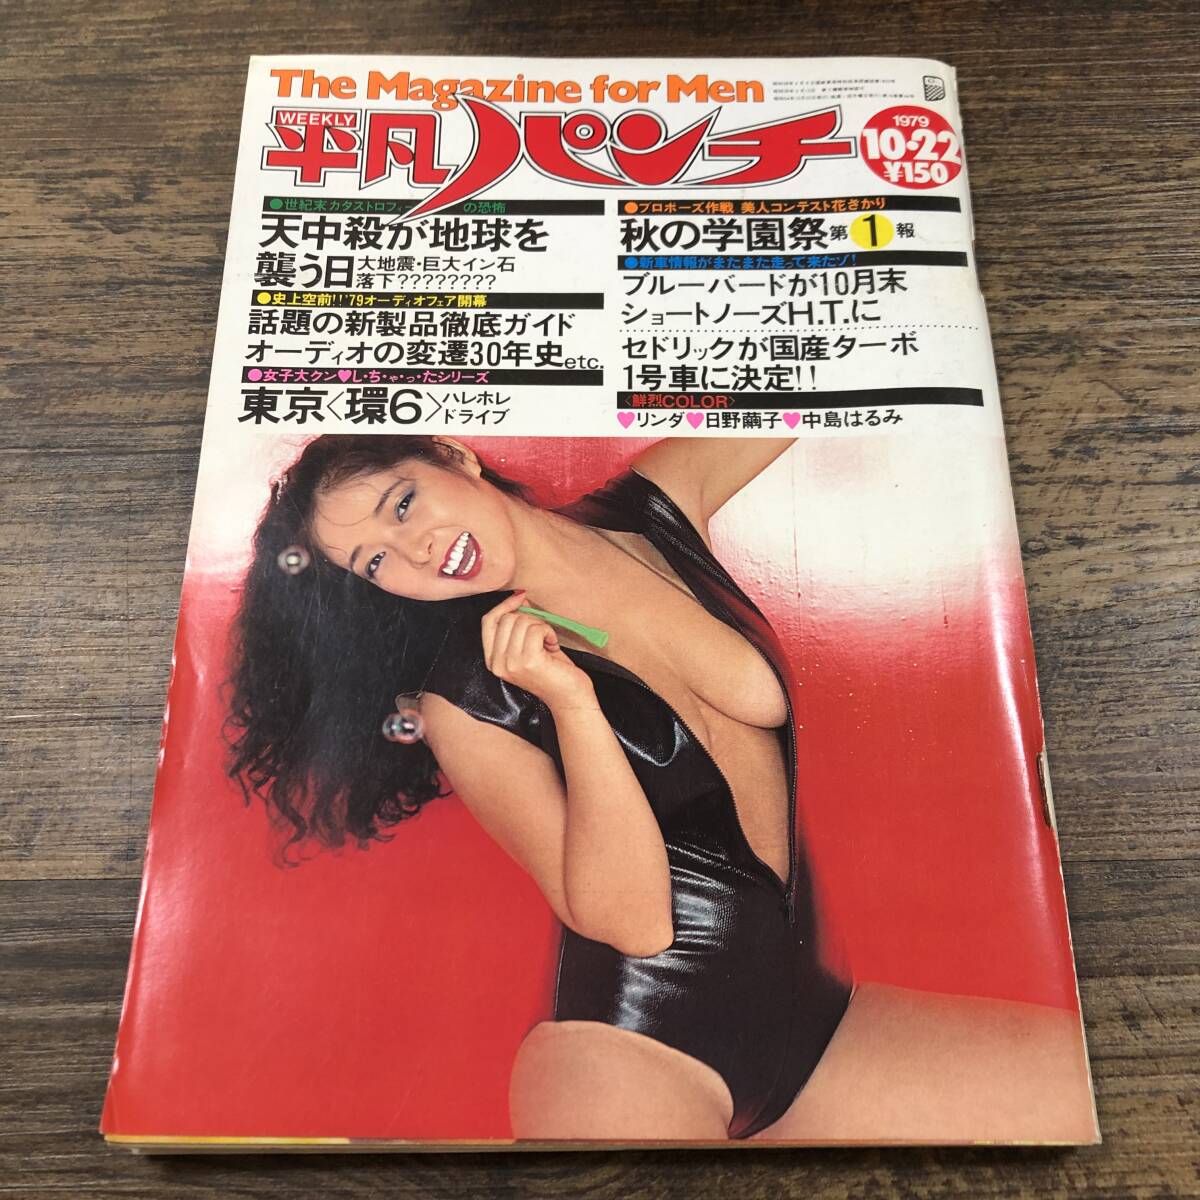 The Magazine for Men
WEEKLY
平凡パンチ
1979
10・22
¥150
●世紀末カタストロフィーの恐怖
天中殺が地球を
襲う日
大地震・巨大イン石
落下????????
●史上空前!!'79オーディオフェア開幕
話題の新製品徹底ガイド
オーディオの変遷30年史etc.
●女子大クン♥し・ち・ゃ・っ・たシリーズ
東京〈環6〉
ハレホレ
ドライブ
●プロポーズ作戦 美人コンテスト花ざかり
秋の学園祭第1報
●新車情報がまたまた走って来たゾ!
ブルーバードが10月末
ショートノーズH.T.に
セドリックが国産ターボ
1号車に決定!!
〈鮮烈COLOR〉
♥リンダ♥日野繭子♥中島はるみ